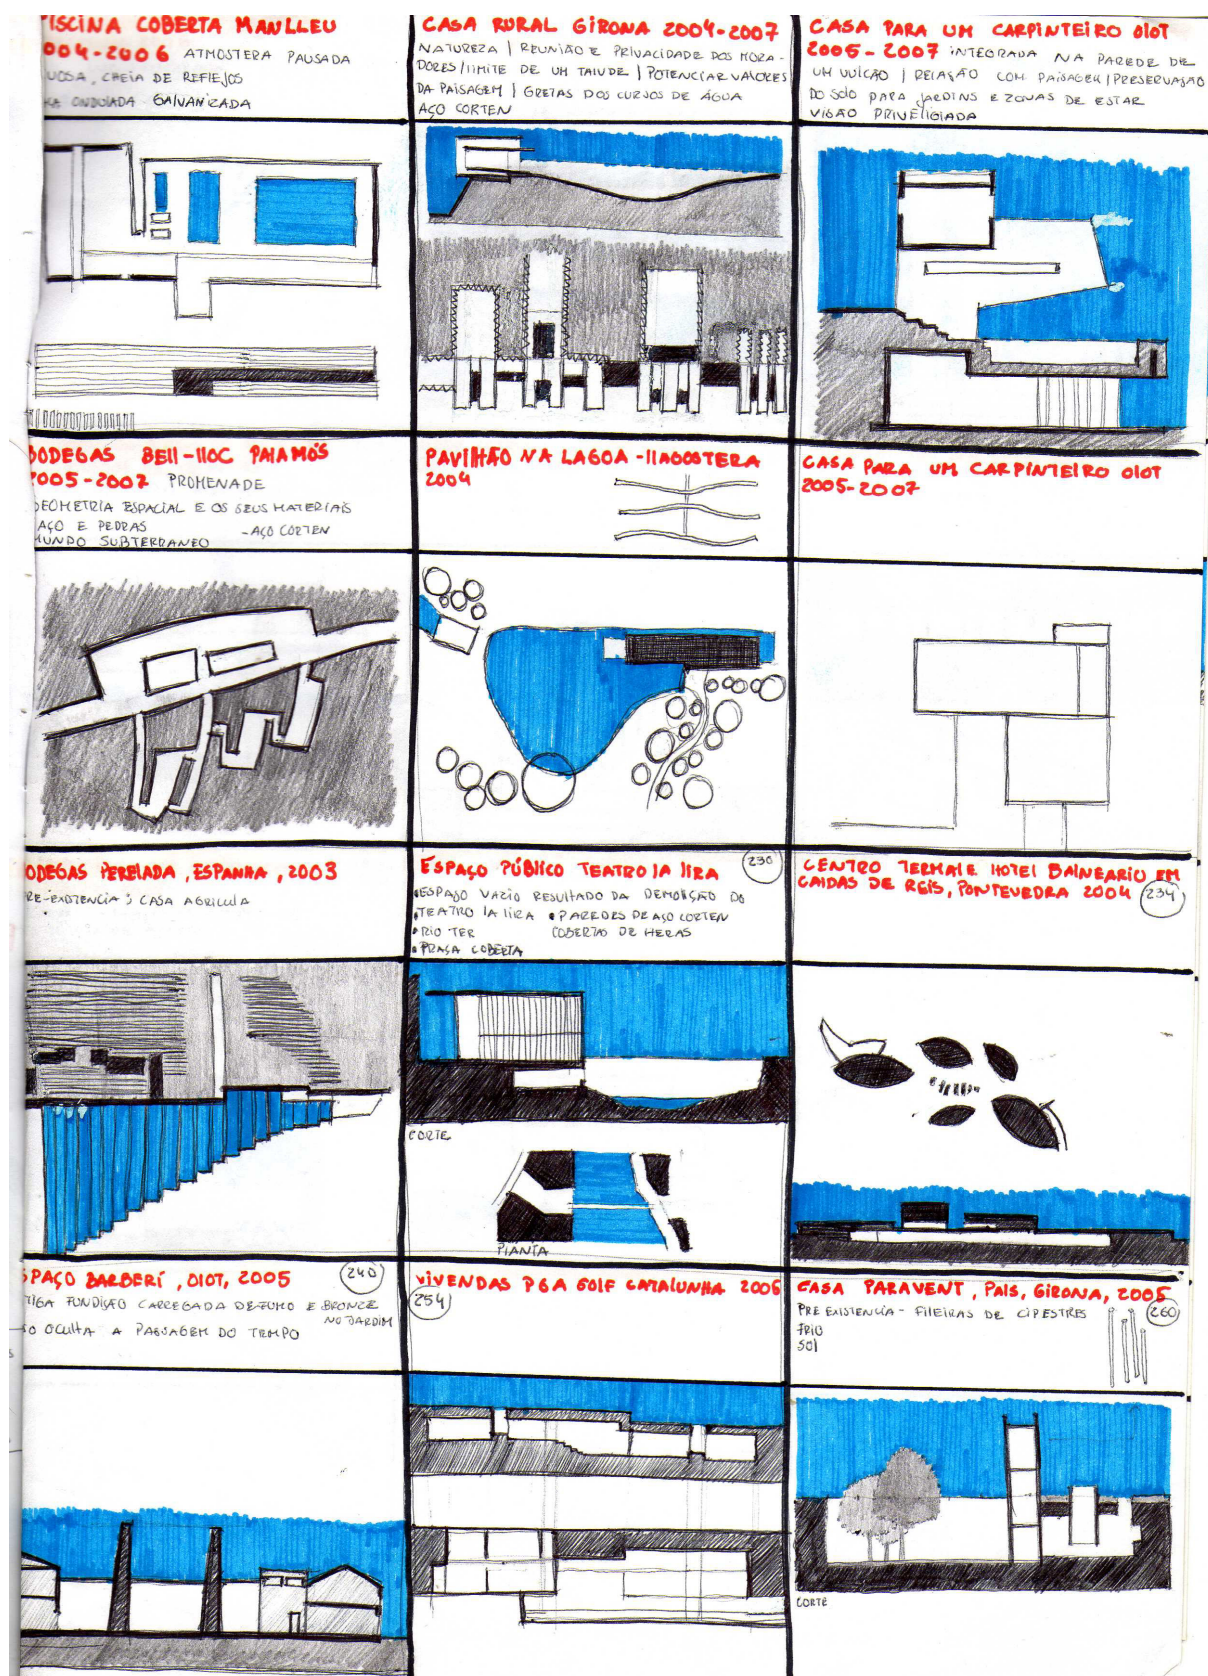 ISCINA COBERTA MANLLEU
004-2006 ATMOSTERA PAUSADA
UOSA, CHEIA DE REFLEJOS
HA ONDULADA GALVANIZADA
CASA RURAL GIRONA 2004-2007
NATUREZA | REUNIÃO E PRIVACIDADE DOS MORA-
DORES/LIMITE DE UM TALUDE | POTENCIAR VALORES
DA PAISAGEM | GRETAS DOS CURSOS DE ÁGUA
AÇO CORTEN
CASA PARA UM CARPINTEIRO OLOT
2005-2007 INTEGRADA NA PAREDE DE
UM VULCÃO | RELAÇÃO COM PAISAGEM | PRESERVAÇÃO
DO SOLO PARA JARDINS E ZONAS DE ESTAR
VISÃO PRIVELIGIADA
BODEGAS BELL-LLOC PALAMÓS
2005-2007 PROMENADE
GEOMETRIA ESPACIAL E OS SEUS MATERIAIS
AÇO E PEDRAS
MUNDO SUBTERRANEO - AÇO CORTEN
PAVILHÃO NA LAGOA - LLAGOSTERA
2004
CASA PARA UM CARPINTEIRO OLOT
2005-2007
ODEGAS PERELADA, ESPANHA, 2003
RE-EXISTENCIA: CASA AGRICULA
ESPAÇO PÚBLICO TEATRO LA LIRA 230
• ESPAÇO VAZIO RESULTADO DA DEMOLIÇÃO DO
• TEATRO LA LIRA • PAREDES DE AÇO CORTEN
• RIO TER COBERTAS DE HERAS
• PRAÇA COBERTA
CORTE
PLANTA
CENTRO TERMALE HOTEL BALNEARIO EM
CALDAS DE REIS, PONTEVEDRA 2004 234
SPAÇO BARBERÍ, OLOT, 2005 240
TIGA FUNDIÇÃO CARREGADA DE FUMO E BRONZE
NO JARDIM
ÃO OCULTA A PASSAGEM DO TEMPO
VIVENDAS PGA GOLF CATALUNHA 2006
254
CASA PARAVENT, PALS, GIRONA, 2005
PRE EXISTENCIA - FILEIRAS DE CIPESTRES 260
FRIO
SOL
CORTE